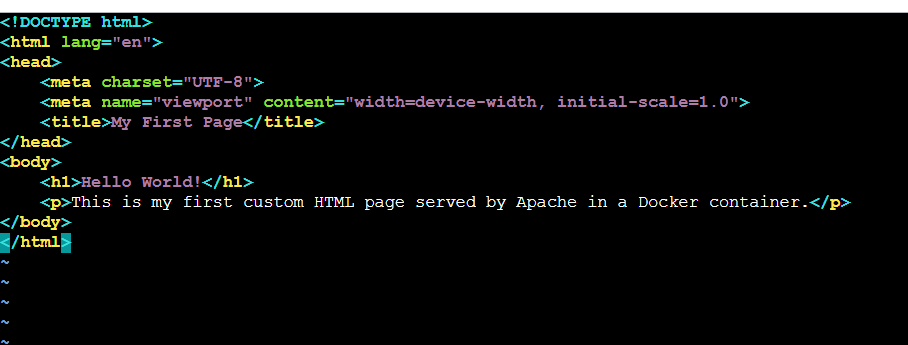 <!DOCTYPE html>
<html lang="en">
<head>
    <meta charset="UTF-8">
    <meta name="viewport" content="width=device-width, initial-scale=1.0">
    <title>My First Page</title>
</head>
<body>
    <h1>Hello World!</h1>
    <p>This is my first custom HTML page served by Apache in a Docker container.</p>
</body>
</html>
~
~
~
~
~